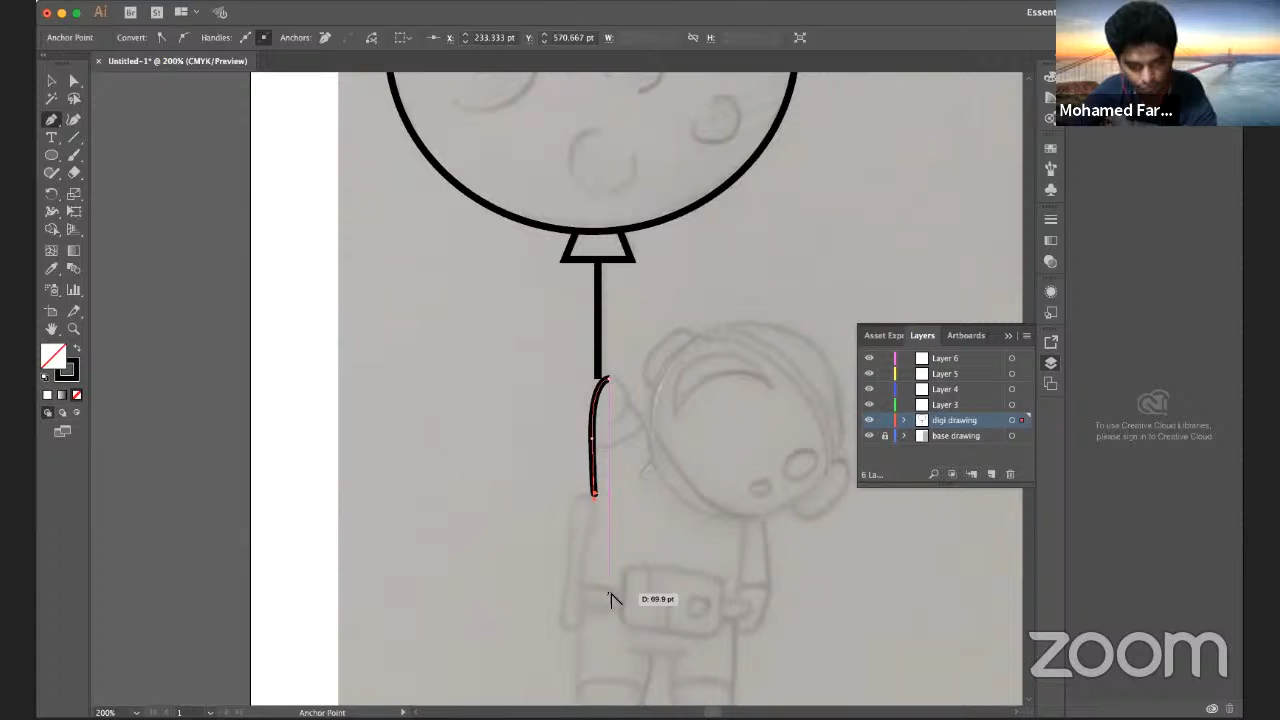 Ai Br St Essent
Anchor Point Convert: Handles: Anchors: X: 233.333 pt Y: 570.667 pt W: H:
× Untitled-1* @ 200% (CMYK/Preview)
Mohamed Far...
Asset Expo Layers Artboards
Layer 6
Layer 5
Layer 4
Layer 3
digi drawing
base drawing
6 La...
To use Creative Cloud Libraries,
please sign in to Creative Cloud
D: 69.9 pt
zoom
200% 1 Anchor Point